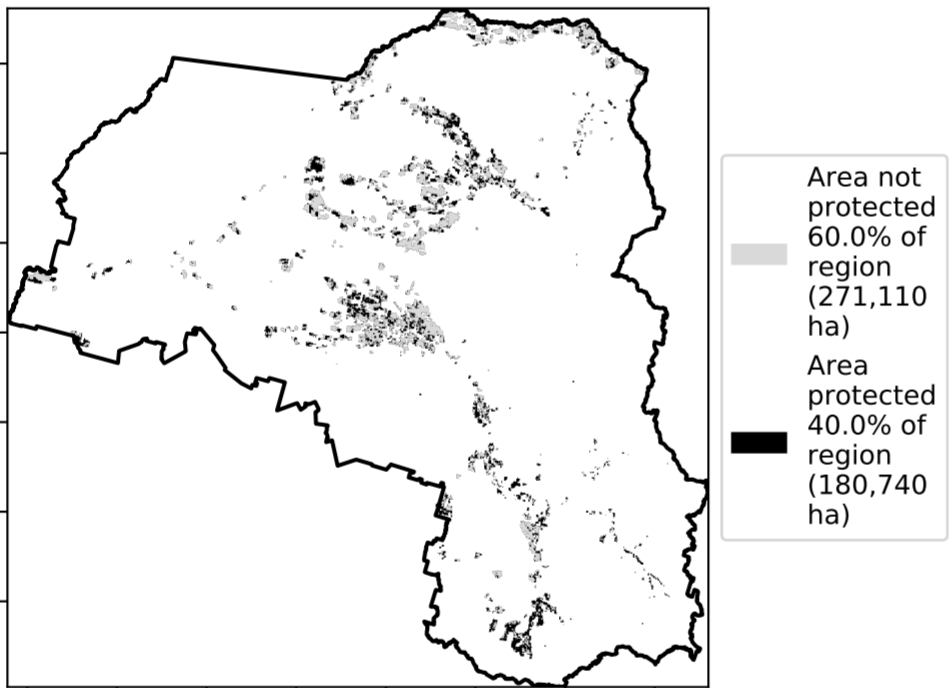 Area not
protected
60.0% of
region
(271,110
ha)
Area
protected
40.0% of
region
(180,740
ha)